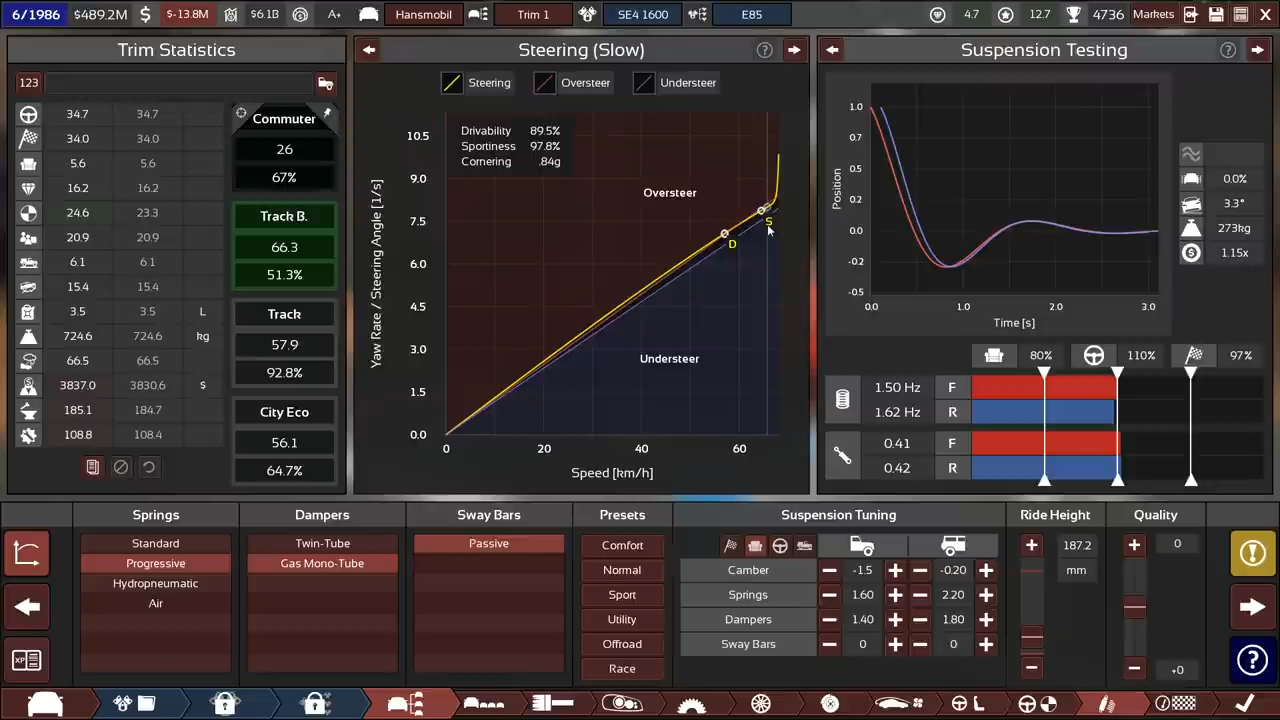 6/1986 $489.2M $ $-13.8M $6.1B A+ Hansmobil Trim 1 SE4 1600 E85 4.7 12.7 4736 Markets
Trim Statistics
123
34.7 34.7
34.0 34.0
5.6 5.6
16.2 16.2
24.6 23.3
20.9 20.9
6.1 6.1
15.4 15.4
3.5 3.5 L
724.6 724.6 kg
66.5 66.5
3837.0 3830.6 $
185.1 184.7
108.8 108.4
Commuter
26
67%
Track B.
66.3
51.3%
Track
57.9
92.8%
City Eco
56.1
64.7%
Steering (Slow)
?
Steering Oversteer Understeer
Drivability 89.5%
Sportiness 97.8%
Cornering .84g
Yaw Rate / Steering Angle [1/s]
10.5
9.0
7.5
6.0
4.5
3.0
1.5
0.0
Oversteer
S
D
Understeer
0 20 40 60
Speed [km/h]
Suspension Testing
?
Position
1.0
0.7
0.5
0.2
0.0
-0.2
-0.5
0.0 1.0 2.0 3.0
Time [s]
0.0%
3.3°
273kg
1.15x
80% 110% 97%
1.50 Hz F
1.62 Hz R
0.41 F
0.42 R
Springs
Standard
Progressive
Hydropneumatic
Air
Dampers
Twin-Tube
Gas Mono-Tube
Sway Bars
Passive
Presets
Comfort
Normal
Sport
Utility
Offroad
Race
Suspension Tuning
Camber -1.5 -0.20
Springs 1.60 2.20
Dampers 1.40 1.80
Sway Bars 0 0
Ride Height
187.2
mm
Quality
0
+0
XP
?